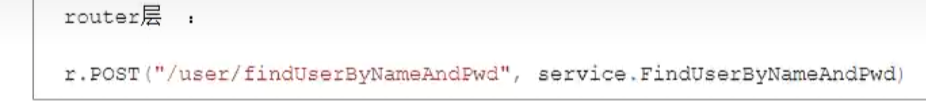 router层 :
r.POST("/user/findUserByNameAndPwd", service.FindUserByNameAndPwd)